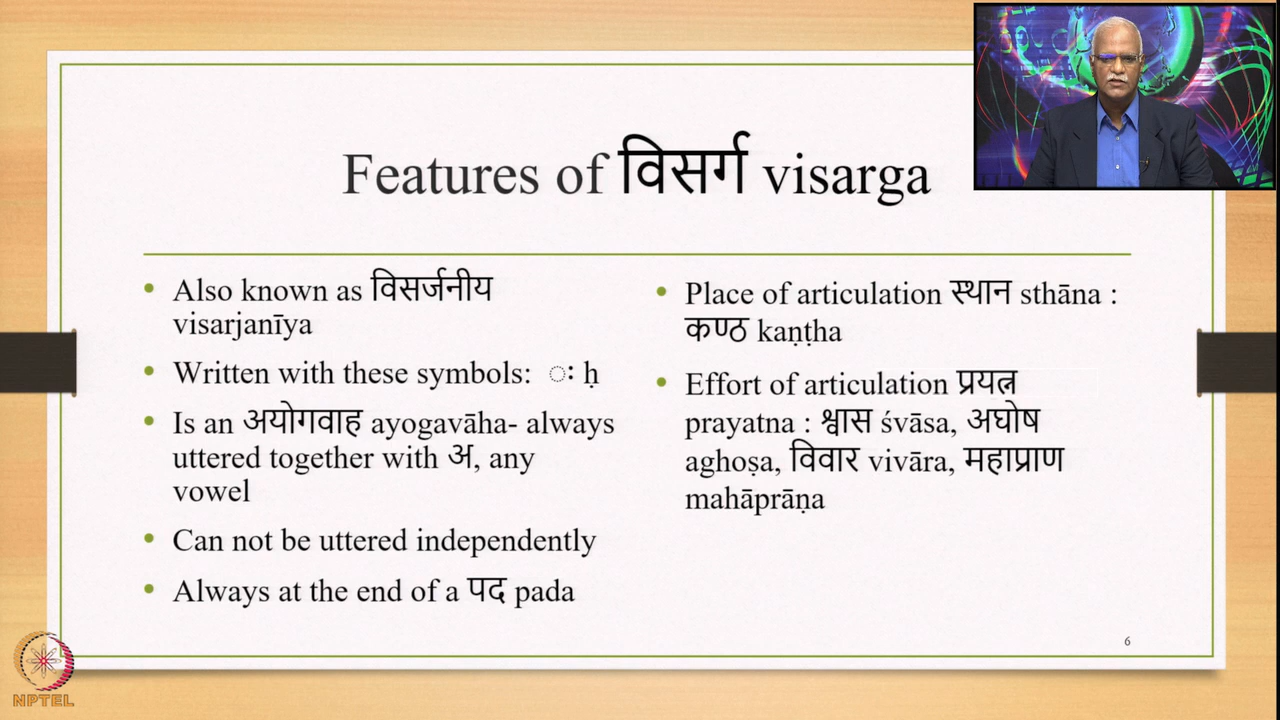 Features of विसर्ग visarga
• Also known as विसर्जनीय
visarjanīya
• Written with these symbols: ः ḥ
• Is an अयोगवाह ayogavāha- always
uttered together with अ, any
vowel
• Can not be uttered independently
• Always at the end of a पद pada
• Place of articulation स्थान sthāna :
कण्ठ kaṇṭha
• Effort of articulation प्रयत्न
prayatna : श्वास śvāsa, अघोष
aghoṣa, विवार vivāra, महाप्राण
mahāprāṇa
6
NPTEL